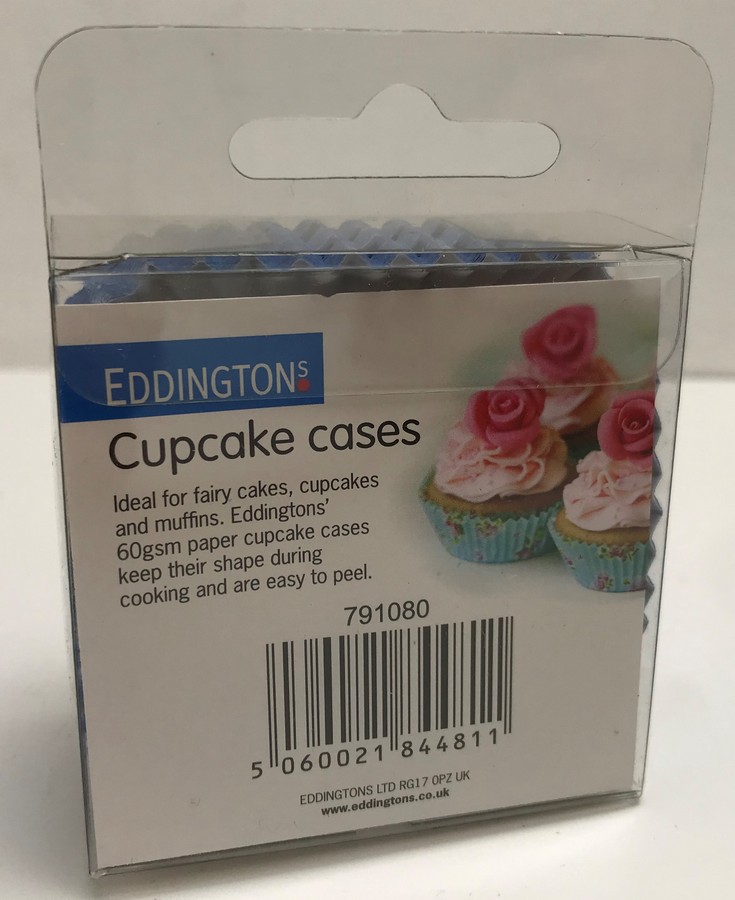 EDDINGTONS
Cupcake cases
Ideal for fairy cakes, cupcakes
and muffins. Eddingtons'
60gsm paper cupcake cases
keep their shape during
cooking and are easy to peel.
791080
5 060021 844811
EDDINGTONS LTD RG17 0PZ UK
www.eddingtons.co.uk